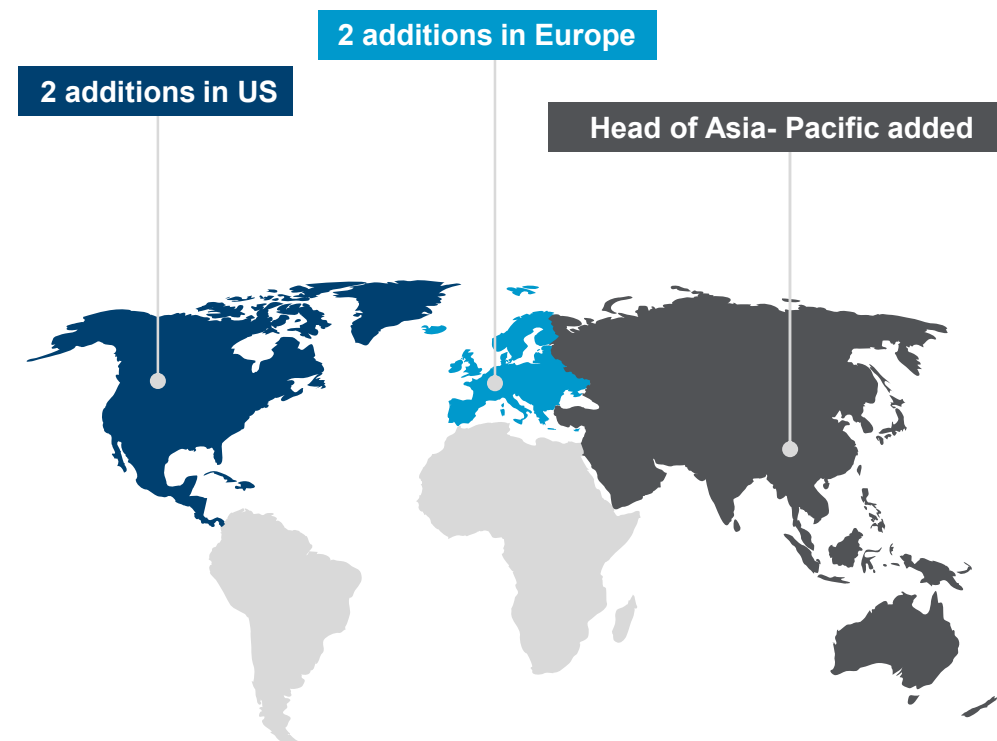 2 additions in Europe
2 additions in US
Head of Asia- Pacific added